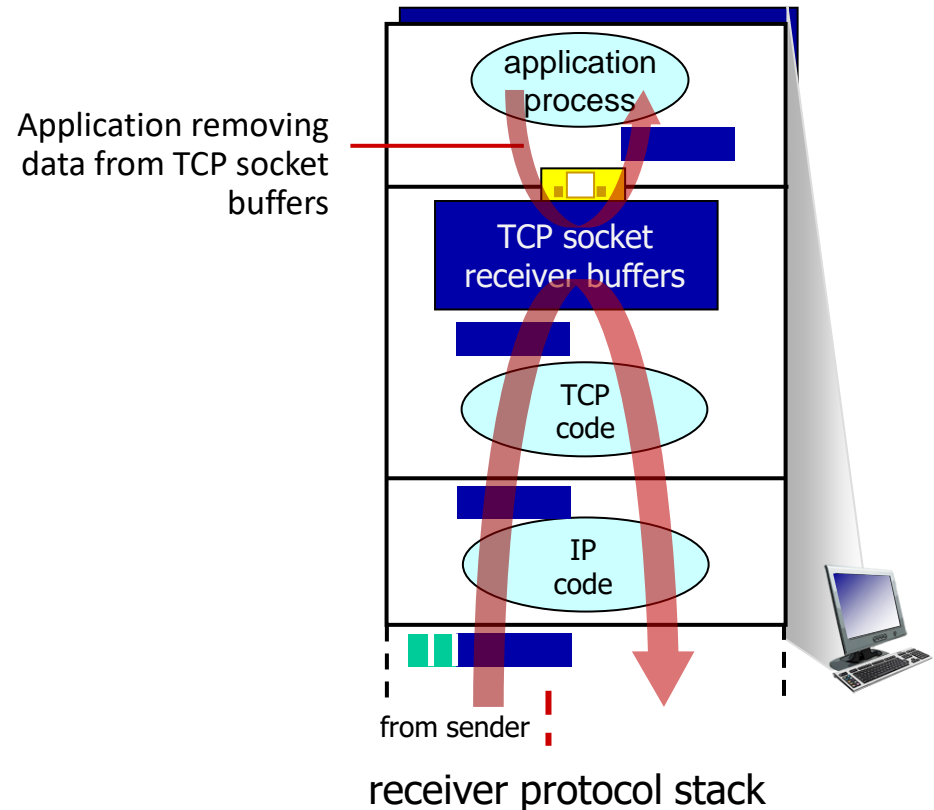 application
process
Application removing
data from TCP socket
buffers
TCP socket
receiver buffers
TCP
code
IP
code
from sender
receiver protocol stack